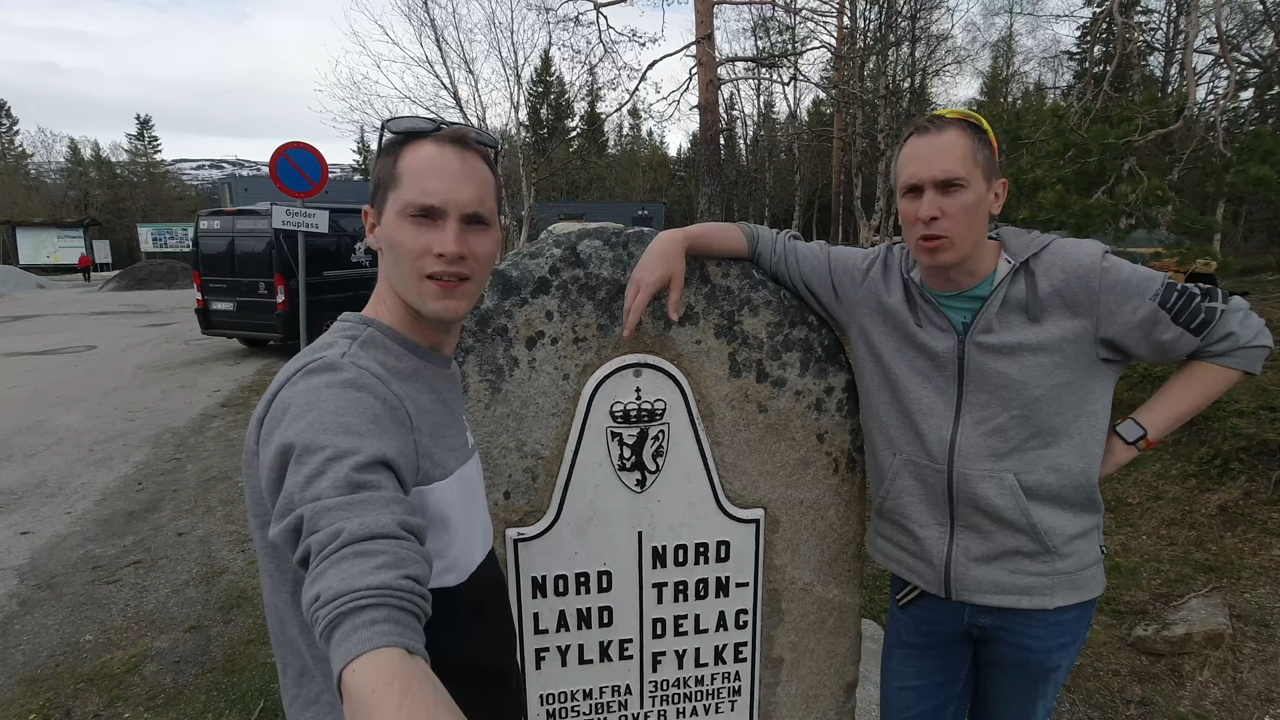 Gjelder
snuplass
NORD
LAND
FYLKE
100KM.FRA
MOSJØEN
NORD
TRØN-
DELAG
FYLKE
304KM.FRA
TRONDHEIM
OVER HAVET